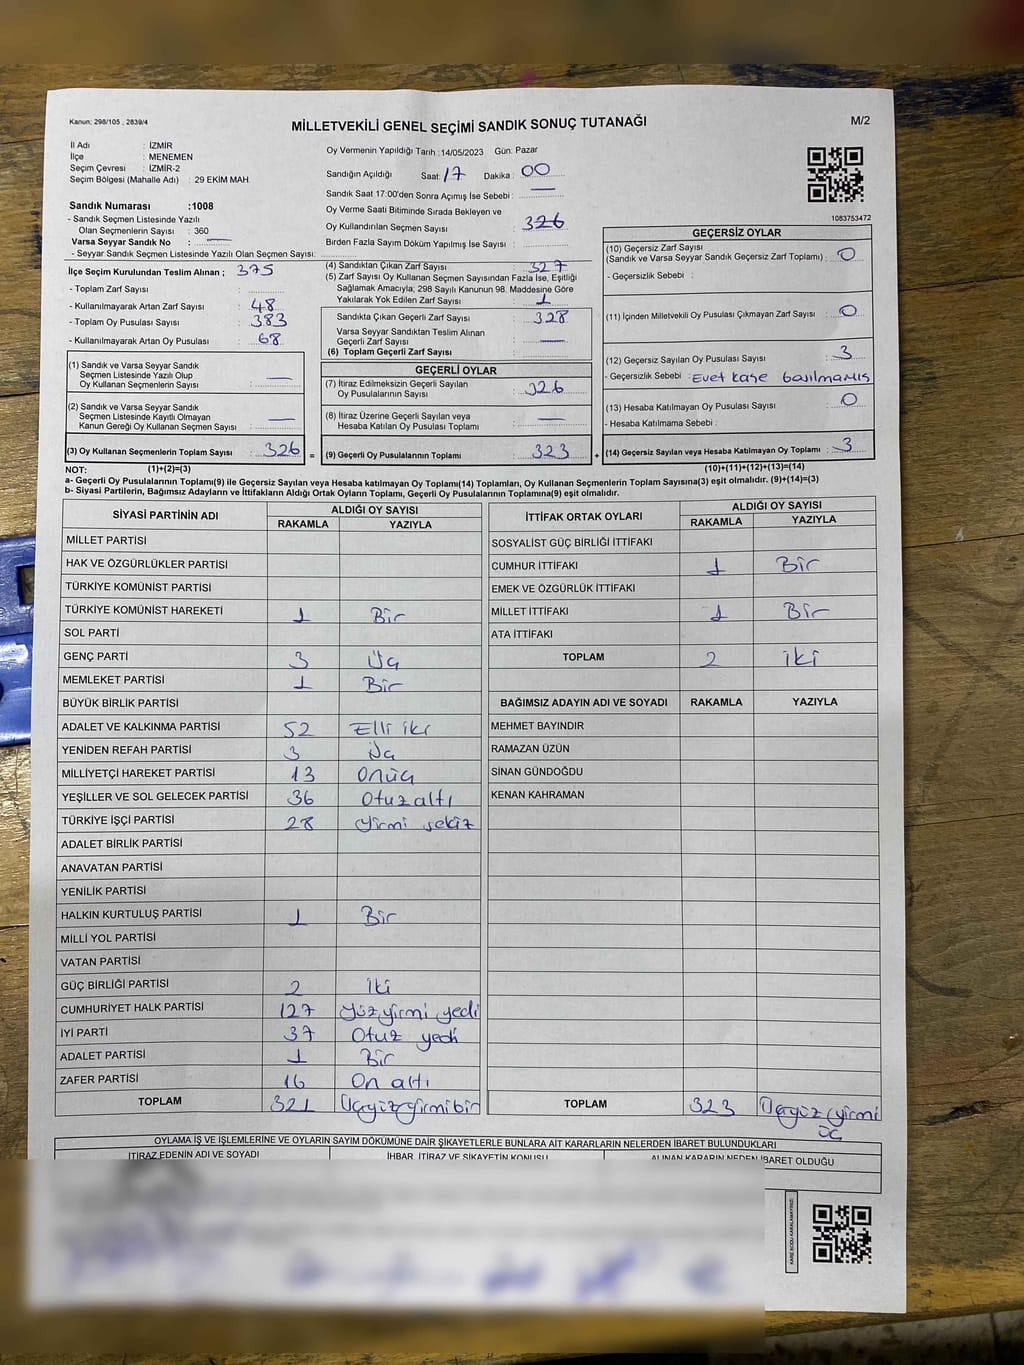 Kanun: 298/105 , 2839/4
MİLLETVEKİLİ GENEL SEÇİMİ SANDIK SONUÇ TUTANAĞI
M/2
İl Adı : İZMİR
İlçe : MENEMEN
Seçim Çevresi : İZMİR-2
Seçim Bölgesi (Mahalle Adı) : 29 EKİM MAH.
Sandık Numarası :1008
- Sandık Seçmen Listesinde Yazılı
Olan Seçmenlerin Sayısı : 360
Varsa Seyyar Sandık No : —
- Seyyar Sandık Seçmen Listesinde Yazılı Olan Seçmen Sayısı:
Oy Vermenin Yapıldığı Tarih :14/05/2023 Gün: Pazar
Sandığın Açıldığı Saat: 17 Dakika : 00
Sandık Saat 17.00'den Sonra Açımış İse Sebebi : —
Oy Verme Saati Bitiminde Sırada Bekleyen ve
Oy Kullandırılan Seçmen Sayısı : 326
Birden Fazla Sayım Döküm Yapılmış İse Sayısı :
1083753472
İlçe Seçim Kurulundan Teslim Alınan ; 375
- Toplam Zarf Sayısı :
- Kullanılmayarak Artan Zarf Sayısı : 48
- Toplam Oy Pusulası Sayısı : 383
- Kullanılmayarak Artan Oy Pusulası : 68
(1) Sandık ve Varsa Seyyar Sandık
Seçmen Listesinde Yazılı Olup
Oy Kullanan Seçmenlerin Sayısı : —
(2) Sandık ve Varsa Seyyar Sandık
Seçmen Listesinde Kayıtlı Olmayan
Kanun Gereği Oy Kullanan Seçmen Sayısı : —
(3) Oy Kullanan Seçmenlerin Toplam Sayısı : 326 =
(4) Sandıktan Çıkan Zarf Sayısı : 327
(5) Zarf Sayısı Oy Kullanan Seçmen Sayısından Fazla İse, Eşitliği
Sağlamak Amacıyla; 298 Sayılı Kanunun 98. Maddesine Göre
Yakılarak Yok Edilen Zarf Sayısı : 1
Sandıkta Çıkan Geçerli Zarf Sayısı : 328
Varsa Seyyar Sandıktan Teslim Alınan
Geçerli Zarf Sayısı : —
(6) Toplam Geçerli Zarf Sayısı :
GEÇERLİ OYLAR
(7) İtiraz Edilmeksizin Geçerli Sayılan
Oy Pusulalarının Sayısı : 326
(8) İtiraz Üzerine Geçerli Sayılan veya
Hesaba Katılan Oy Pusulası Toplamı : —
(9) Geçerli Oy Pusulalarının Toplamı : 323 +
GEÇERSİZ OYLAR
(10) Geçersiz Zarf Sayısı
(Sandık ve Varsa Seyyar Sandık Geçersiz Zarf Toplamı) : 0
- Geçersizlik Sebebi :
(11) İçinden Milletvekili Oy Pusulası Çıkmayan Zarf Sayısı : 0
(12) Geçersiz Sayılan Oy Pusulası Sayısı : 3
- Geçersizlik Sebebi : Evet kaşe basılmamış
(13) Hesaba Katılmayan Oy Pusulası Sayısı : 0
- Hesaba Katılmama Sebebi :
(14) Geçersiz Sayılan veya Hesaba Katılmayan Oy Toplamı : 3
NOT: (1)+(2)=(3) (10)+(11)+(12)+(13)=(14)
a- Geçerli Oy Pusulalarının Toplamı(9) ile Geçersiz Sayılan veya Hesaba Katılmayan Oy Toplamı(14) Toplamları, Oy Kullanan Seçmenlerin Toplam Sayısına(3) eşit olmalıdır. (9)+(14)=(3)
b- Siyasi Partilerin, Bağımsız Adayların ve İttifakların Aldığı Ortak Oyların Toplamı, Geçerli Oy Pusulalarının Toplamına(9) eşit olmalıdır.
SİYASİ PARTİNİN ADI ALDIĞI OY SAYISI
RAKAMLA YAZIYLA
MİLLET PARTİSİ
HAK VE ÖZGÜRLÜKLER PARTİSİ
TÜRKİYE KOMÜNİST PARTİSİ
TÜRKİYE KOMÜNİST HAREKETİ 1 Bir
SOL PARTİ
GENÇ PARTİ 3 Üç
MEMLEKET PARTİSİ 1 Bir
BÜYÜK BİRLİK PARTİSİ
ADALET VE KALKINMA PARTİSİ 52 Elli iki
YENİDEN REFAH PARTİSİ 3 Üç
MİLLİYETÇİ HAREKET PARTİSİ 13 Onüç
YEŞİLLER VE SOL GELECEK PARTİSİ 36 Otuz altı
TÜRKİYE İŞÇİ PARTİSİ 28 Yirmi sekiz
ADALET BİRLİK PARTİSİ
ANAVATAN PARTİSİ
YENİLİK PARTİSİ
HALKIN KURTULUŞ PARTİSİ 1 Bir
MİLLİ YOL PARTİSİ
VATAN PARTİSİ
GÜÇ BİRLİĞİ PARTİSİ 2 iki
CUMHURİYET HALK PARTİSİ 127 Yüzyirmi yedi
İYİ PARTİ 37 Otuz yedi
ADALET PARTİSİ 1 Bir
ZAFER PARTİSİ 16 On altı
TOPLAM 321 Üçyüzyirmibir
İTTİFAK ORTAK OYLARI ALDIĞI OY SAYISI
RAKAMLA YAZIYLA
SOSYALİST GÜÇ BİRLİĞİ İTTİFAKI
CUMHUR İTTİFAKI 1 Bir
EMEK VE ÖZGÜRLÜK İTTİFAKI
MİLLET İTTİFAKI 1 Bir
ATA İTTİFAKI
TOPLAM 2 iki
BAĞIMSIZ ADAYIN ADI VE SOYADI RAKAMLA YAZIYLA
MEHMET BAYINDIR
RAMAZAN ÜZÜN
SİNAN GÜNDOĞDU
KENAN KAHRAMAN
TOPLAM 323 Üçyüzyirmi
üç
OYLAMA İŞ VE İŞLEMLERİNE VE OYLARIN SAYIM DÖKÜMÜNE DAİR ŞİKAYETLERLE BUNLARA AİT KARARLARIN NELERDEN İBARET BULUNDUKLARI
İTİRAZ EDENİN ADI VE SOYADI İHBAR, İTİRAZ VE ŞİKAYETİN KONUSU ALINAN KARARIN NEDEN İBARET OLDUĞU